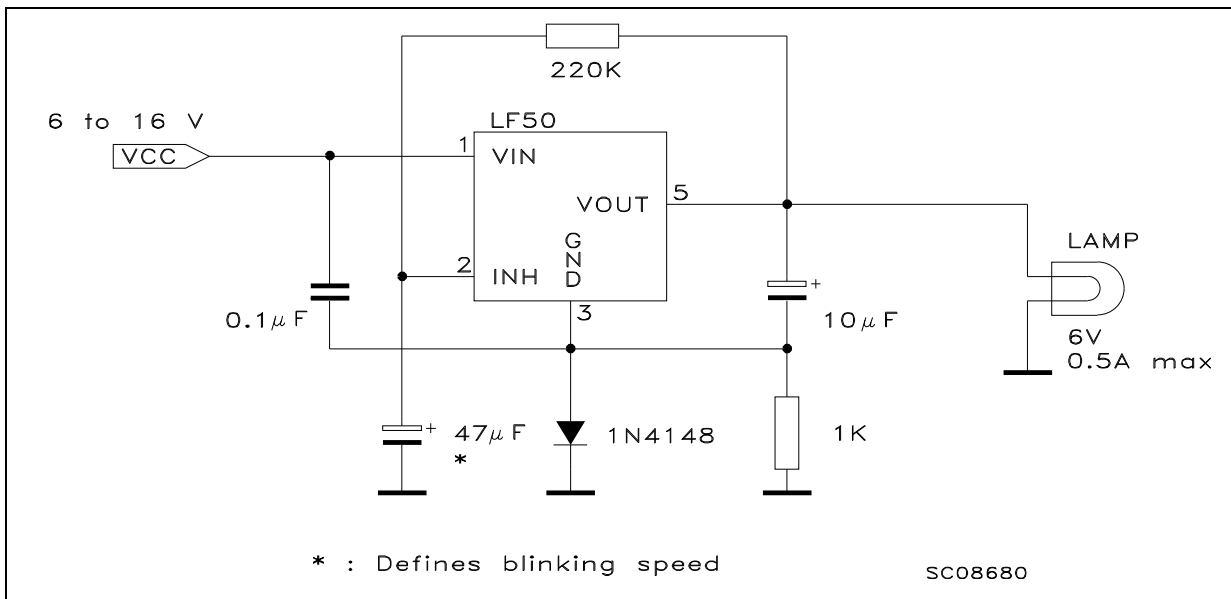 220K
6 to 16 V
LF50
VCC
1
VIN
5
VOUT
GND
LAMP
2
INH
3
0.1μF
+
10μF
6V
0.5A max
+
47μF
*
1N4148
1K
* : Defines blinking speed
SC08680